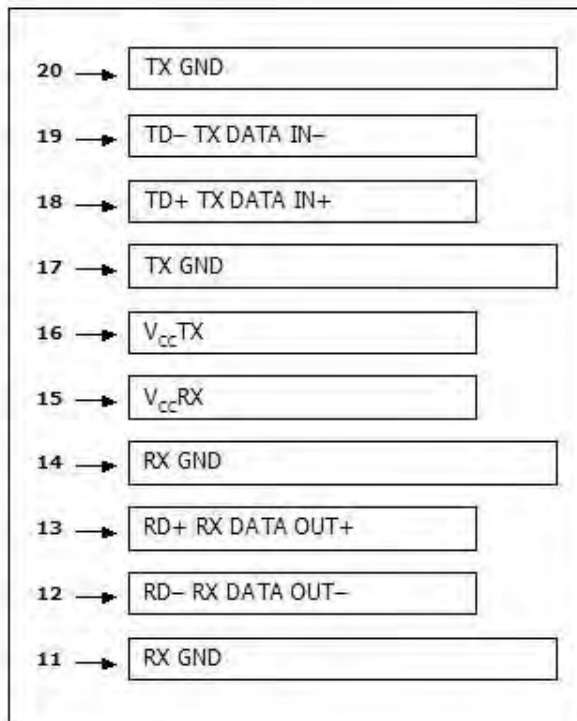 20 TX GND
19 TD– TX DATA IN–
18 TD+ TX DATA IN+
17 TX GND
16 VCCTX
15 VCCRX
14 RX GND
13 RD+ RX DATA OUT+
12 RD– RX DATA OUT–
11 RX GND